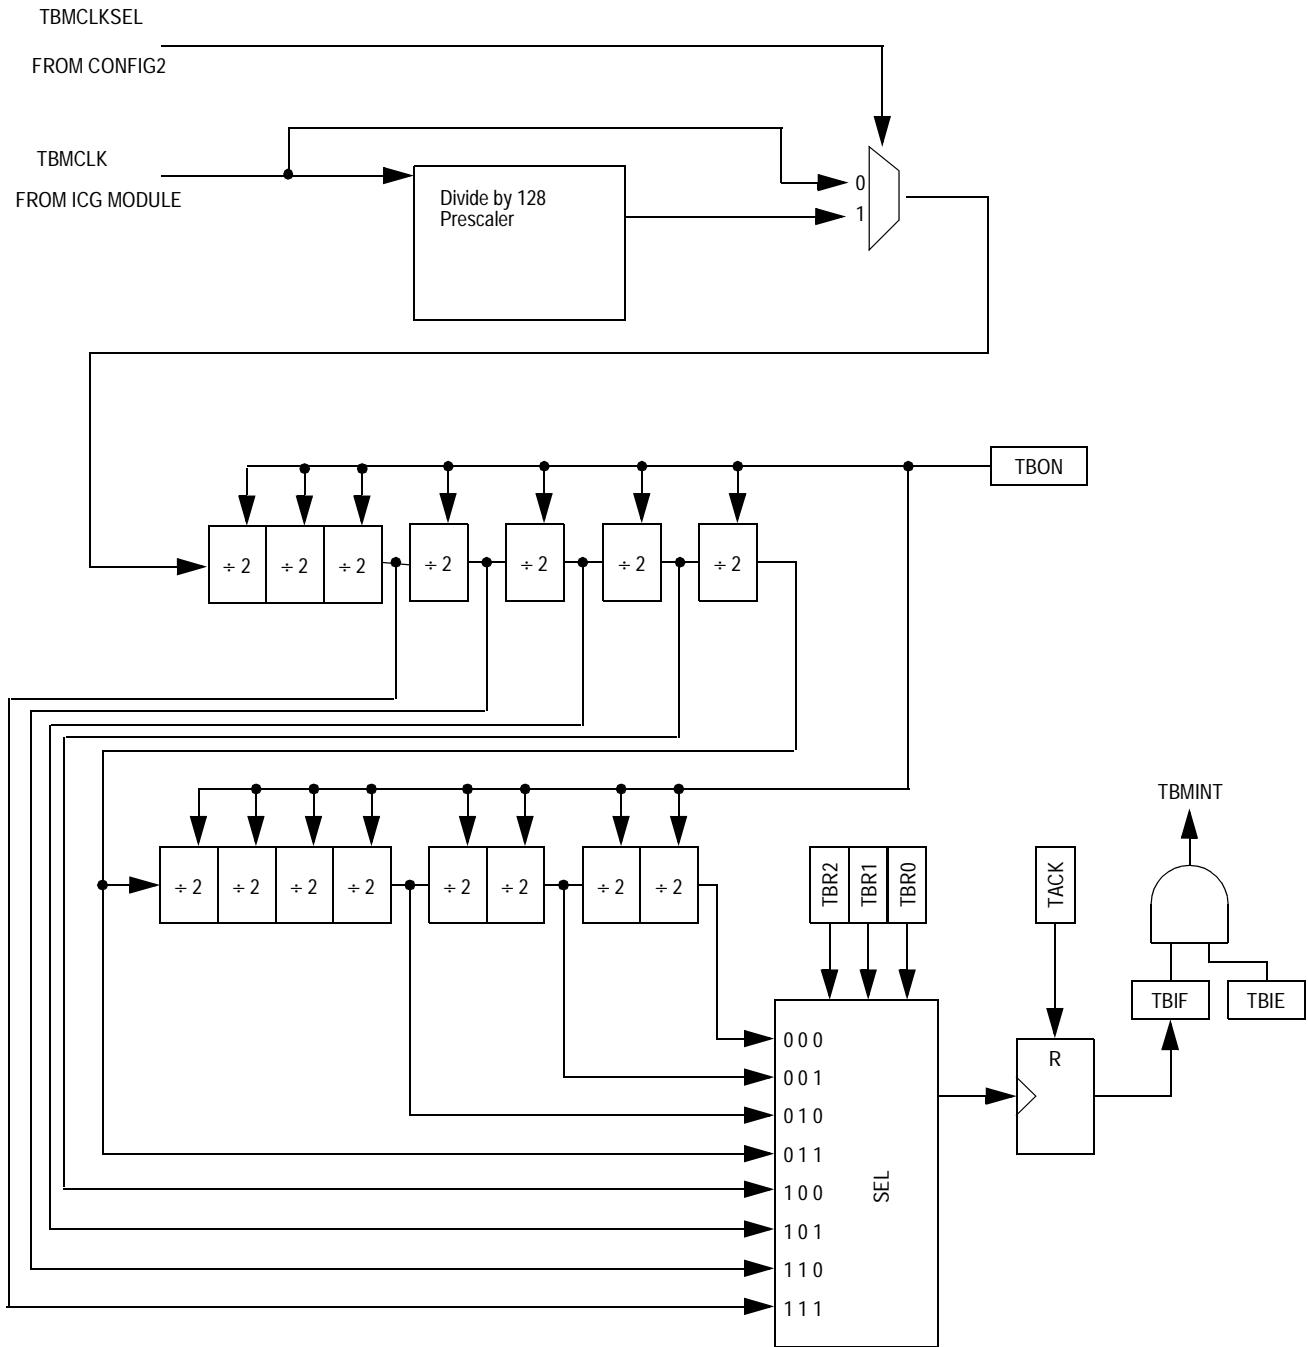 TBMCLKSEL
FROM CONFIG2
TBMCLK
FROM ICG MODULE
Divide by 128
Prescaler
0
1
TBON
÷ 2 ÷ 2 ÷ 2 ÷ 2 ÷ 2 ÷ 2 ÷ 2
TBMINT
÷ 2 ÷ 2 ÷ 2 ÷ 2 ÷ 2 ÷ 2 ÷ 2 ÷ 2
TBR2 TBR1 TBR0
TACK
TBIF TBIE
R
0 0 0
0 0 1
0 1 0
0 1 1
1 0 0
1 0 1
1 1 0
1 1 1
SEL